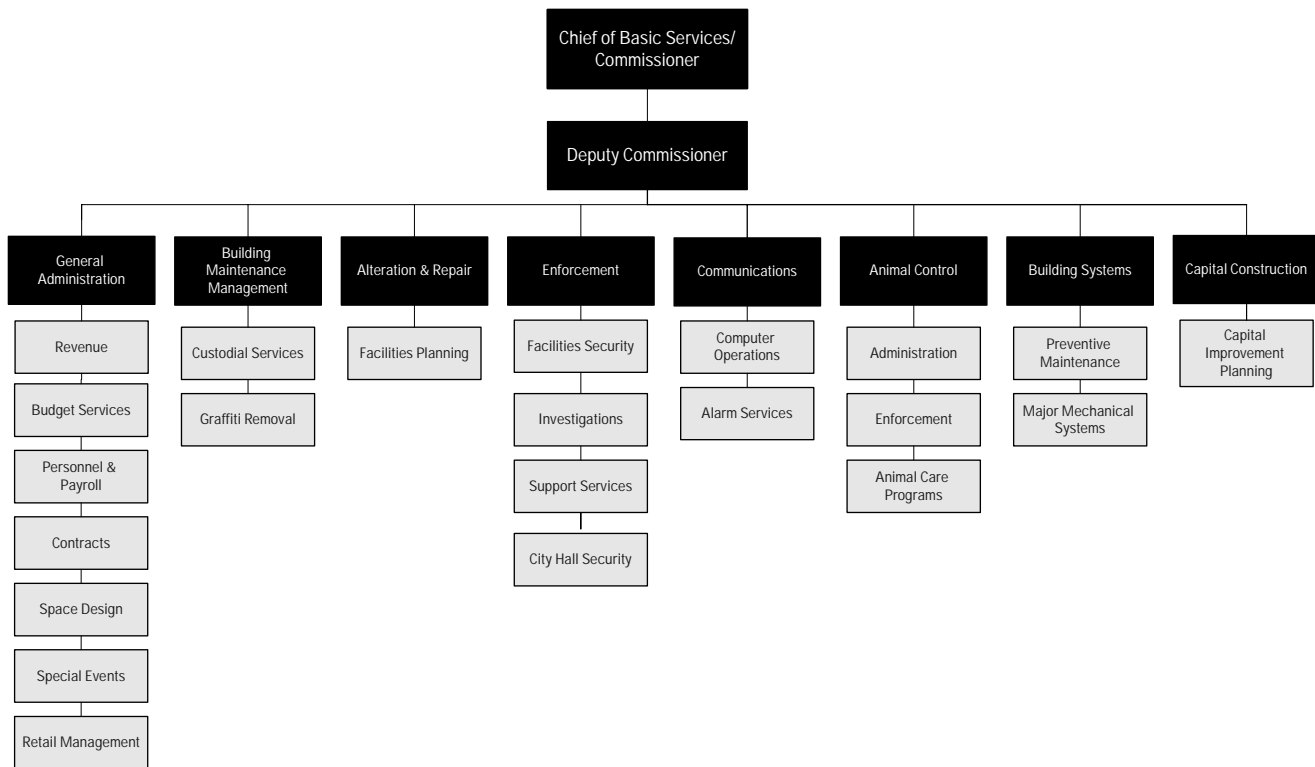 Chief of Basic Services/
Commissioner
Deputy Commissioner
General
Administration
Building
Maintenance
Management
Alteration & Repair
Enforcement
Communications
Animal Control
Building Systems
Capital Construction
Revenue
Budget Services
Personnel &
Payroll
Contracts
Space Design
Special Events
Retail Management
Custodial Services
Graffiti Removal
Facilities Planning
Facilities Security
Investigations
Support Services
City Hall Security
Computer
Operations
Alarm Services
Administration
Enforcement
Animal Care
Programs
Preventive
Maintenance
Major Mechanical
Systems
Capital
Improvement
Planning